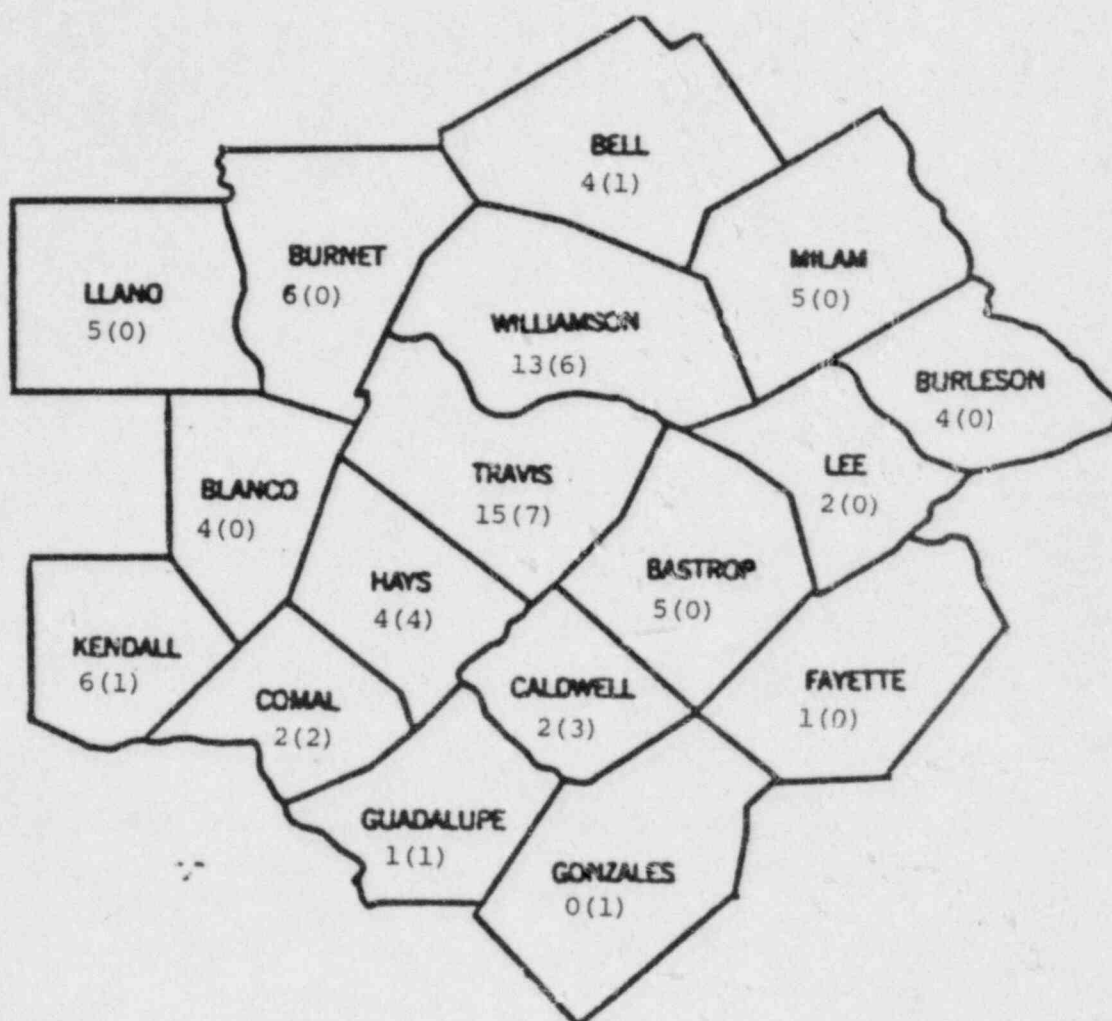 BELL
4(1)
BURNET
6(0)
MILAM
5(0)
LLANO
5(0)
WILLIAMSON
13(6)
BURLESON
4(0)
TRAVIS
15(7)
LEE
2(0)
BLANCO
4(0)
HAYS
4(4)
BASTROP
5(0)
KENDALL
6(1)
COMAL
2(2)
CALDWELL
2(3)
FAYETTE
1(0)
GUADALUPE
1(1)
GONZALES
0(1)